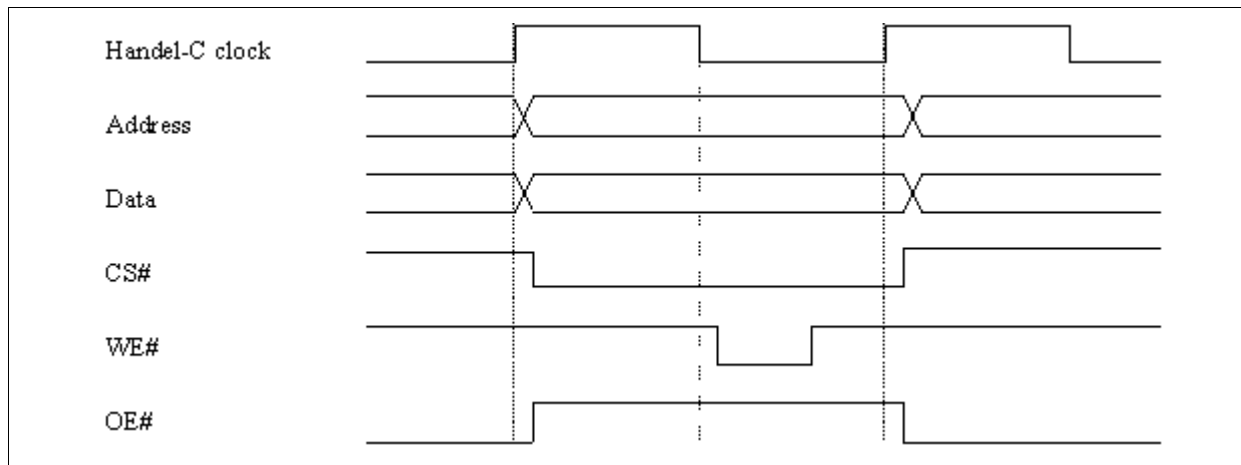 Handel-C clock
Address
Data
CS#
WE#
OE#